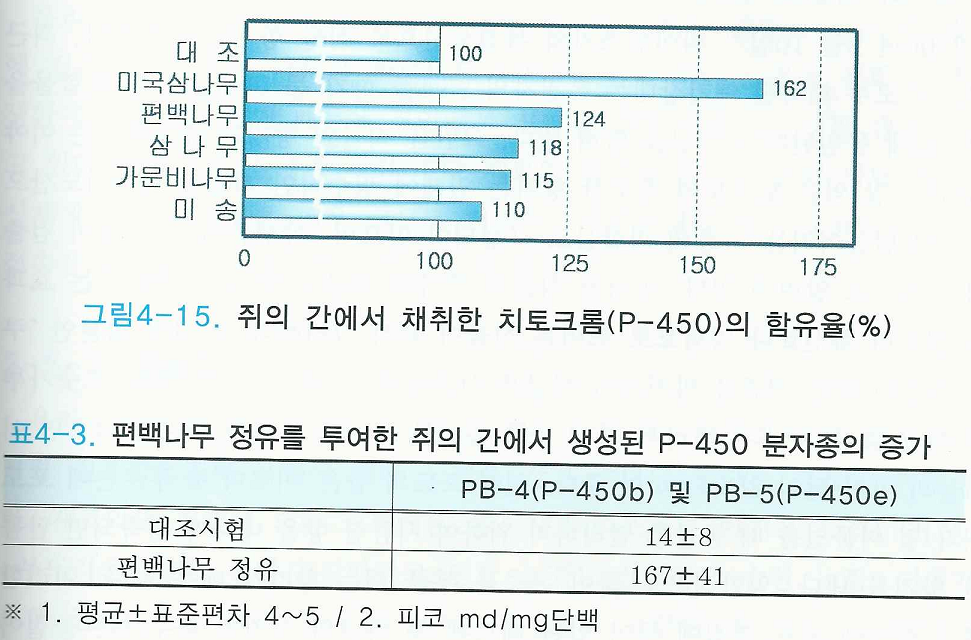 대 조 100
미국삼나무 162
편백나무 124
삼 나 무 118
가문비나무 115
미 송 110
0 100 125 150 175
그림4-15. 쥐의 간에서 채취한 치토크롬(P-450)의 함유율(%)
표4-3. 편백나무 정유를 투여한 쥐의 간에서 생성된 P-450 분자종의 증가
PB-4(P-450b) 및 PB-5(P-450e)
대조시험 14±8
편백나무 정유 167±41
※ 1. 평균±표준편차 4~5 / 2. 피코 md/mg단백